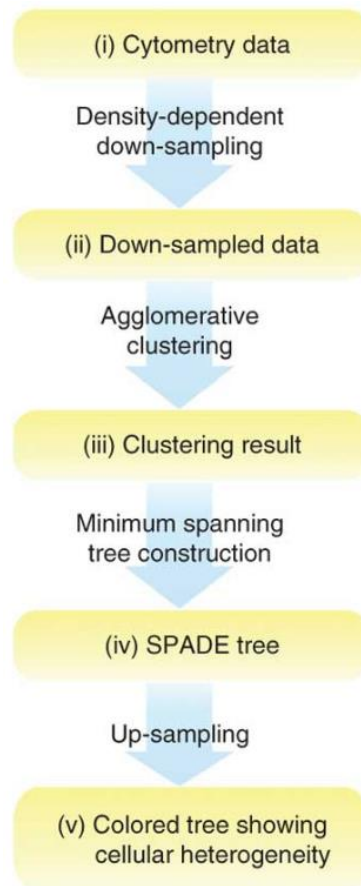 (i) Cytometry data
Density-dependent
down-sampling
(ii) Down-sampled data
Agglomerative
clustering
(iii) Clustering result
Minimum spanning
tree construction
(iv) SPADE tree
Up-sampling
(v) Colored tree showing
cellular heterogeneity